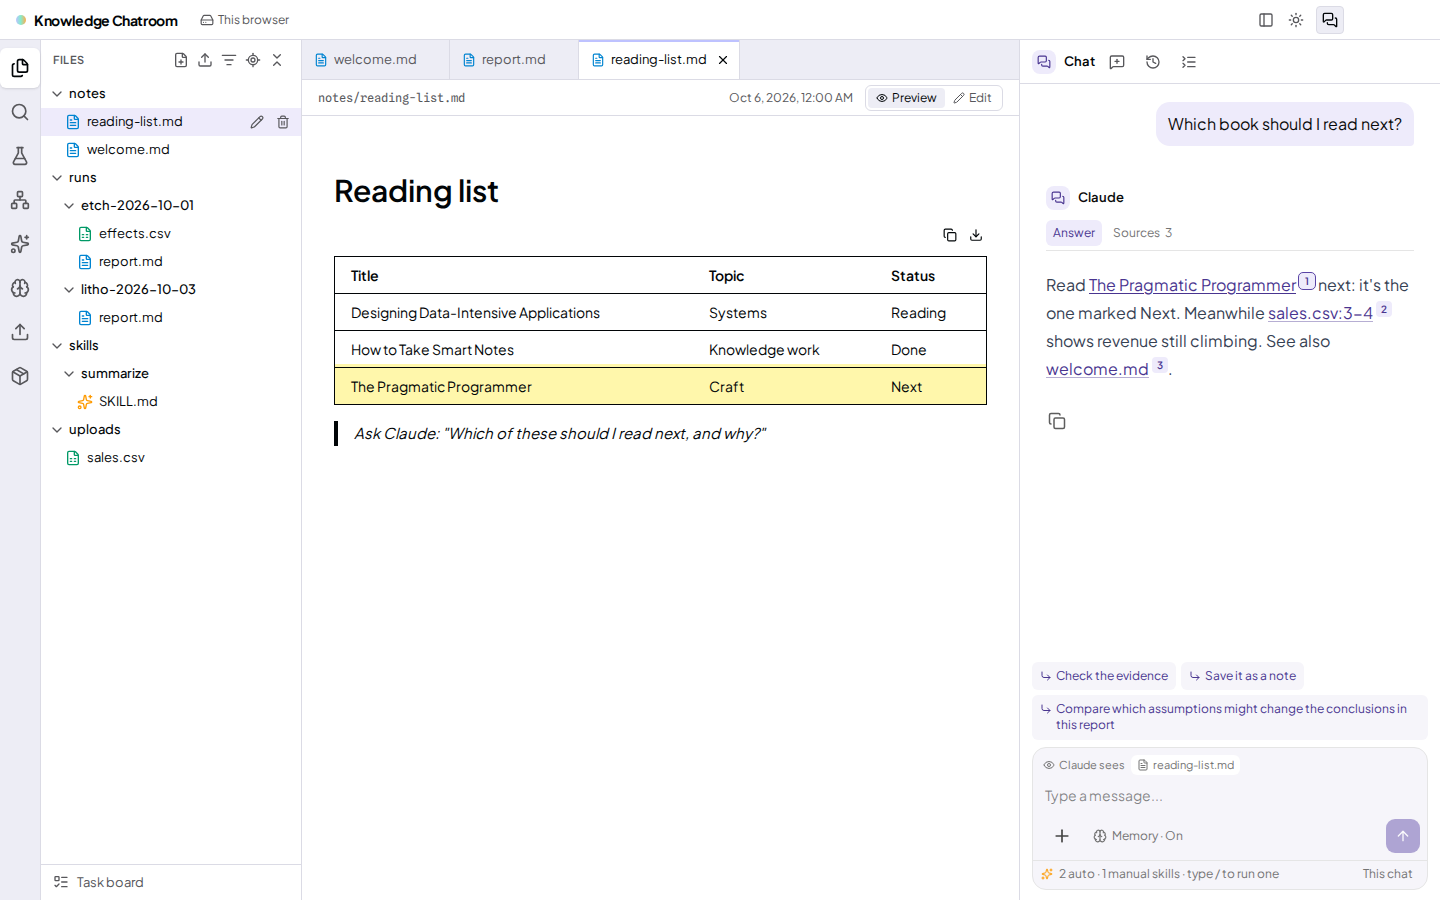 Knowledge Chatroom
This browser
FILES
notes
reading-list.md
welcome.md
runs
etch-2026-10-01
effects.csv
report.md
litho-2026-10-03
report.md
skills
summarize
SKILL.md
uploads
sales.csv
Task board
welcome.md
report.md
reading-list.md
notes/reading-list.md
Oct 6, 2026, 12:00 AM
Preview
Edit
Reading list
Title Topic Status
Designing Data-Intensive Applications Systems Reading
How to Take Smart Notes Knowledge work Done
The Pragmatic Programmer Craft Next
Ask Claude: "Which of these should I read next, and why?"
Chat
Which book should I read next?
Claude
Answer
Sources 3
Read The Pragmatic Programmer 1 next: it's the
one marked Next. Meanwhile sales.csv:3–4 2
shows revenue still climbing. See also
welcome.md 3 .
Check the evidence
Save it as a note
Compare which assumptions might change the conclusions in
this report
Claude sees
reading-list.md
Type a message...
Memory · On
2 auto · 1 manual skills · type / to run one
This chat